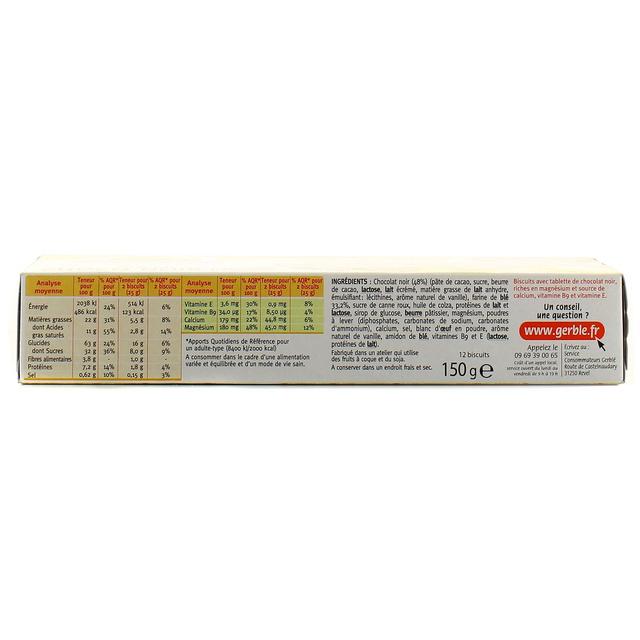 Analyse moyenne | Teneur pour 100 g | % AQR* pour 100 g | Teneur pour 2 biscuits (25 g) | % AQR* pour 2 biscuits (25 g)
Énergie | 2038 kJ 486 kcal | 24% | 514 kJ 123 kcal | 6%
Matières grasses | 22 g | 31% | 5,5 g | 8%
dont Acides gras saturés | 11 g | 55% | 2,8 g | 14%
Glucides | 63 g | 24% | 16 g | 6%
dont Sucres | 32 g | 36% | 8,0 g | 9%
Fibres alimentaires | 3,8 g | - | 1,0 g | -
Protéines | 7,2 g | 14% | 1,8 g | 4%
Sel | 0,62 g | 10% | 0,15 g | 3%
Analyse moyenne | Teneur pour 100 g | % AQR* pour 100 g | Teneur pour 2 biscuits (25 g) | % AQR* pour 2 biscuits (25 g)
Vitamine E | 3,6 mg | 30% | 0,9 mg | 8%
Vitamine B9 | 34,0 µg | 17% | 8,50 µg | 4%
Calcium | 179 mg | 22% | 44,8 mg | 6%
Magnésium | 180 mg | 48% | 45,0 mg | 12%
*Apports Quotidiens de Référence pour
un adulte-type (8400 kJ/2000 kcal)
A consommer dans le cadre d'une alimentation
variée et équilibrée et d'un mode de vie sain.
INGRÉDIENTS : Chocolat noir (48%) (pâte de cacao, sucre, beurre
de cacao, lactose, lait écrémé, matière grasse de lait anhydre,
émulsifiant: lécithines, arôme naturel de vanille), farine de blé
33,2%, sucre de canne roux, huile de colza, protéines de lait et
lactose, sirop de glucose, beurre pâtissier, magnésium, poudres
à lever (diphosphates, carbonates de sodium, carbonates
d'ammonium), calcium, sel, blanc d'œuf en poudre, arôme
naturel de vanille, amidon de blé, vitamines B9 et E (lactose,
protéines de lait).
Fabriqué dans un atelier qui utilise
des fruits à coque et du soja.
A conserver dans un endroit frais et sec.
12 biscuits
150 g e
Biscuits avec tablette de chocolat noir,
riches en magnésium et source de
calcium, vitamine B9 et vitamine E.
Un conseil,
une question ?
www.gerble.fr
Appelez le
09 69 39 00 65
Coût d'un appel local.
service ouvert du lundi au
vendredi de 9 h à 19 h
Écrivez au :
Service
Consommateurs Gerblé
Route de Castelnaudary
31250 Revel